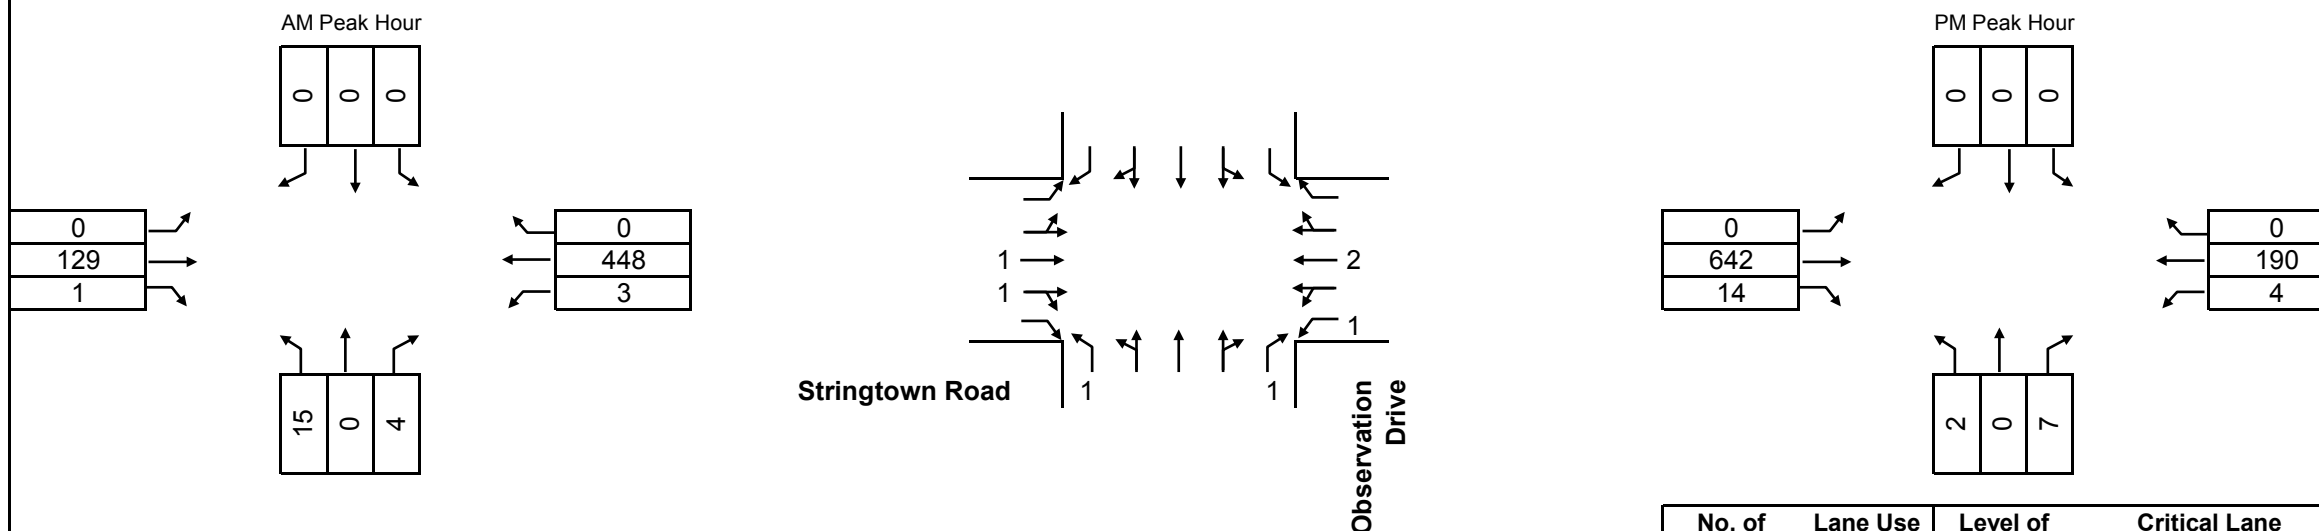 AM Peak Hour
PM Peak Hour
0 0 0
0 0 0
0
129
1
0
448
3
1
1
2
1
0
642
14
0
190
4
15 0 4
Stringtown Road
1
1
Observation
Drive
2 0 7
No. of Lane Use Level of Critical Lane